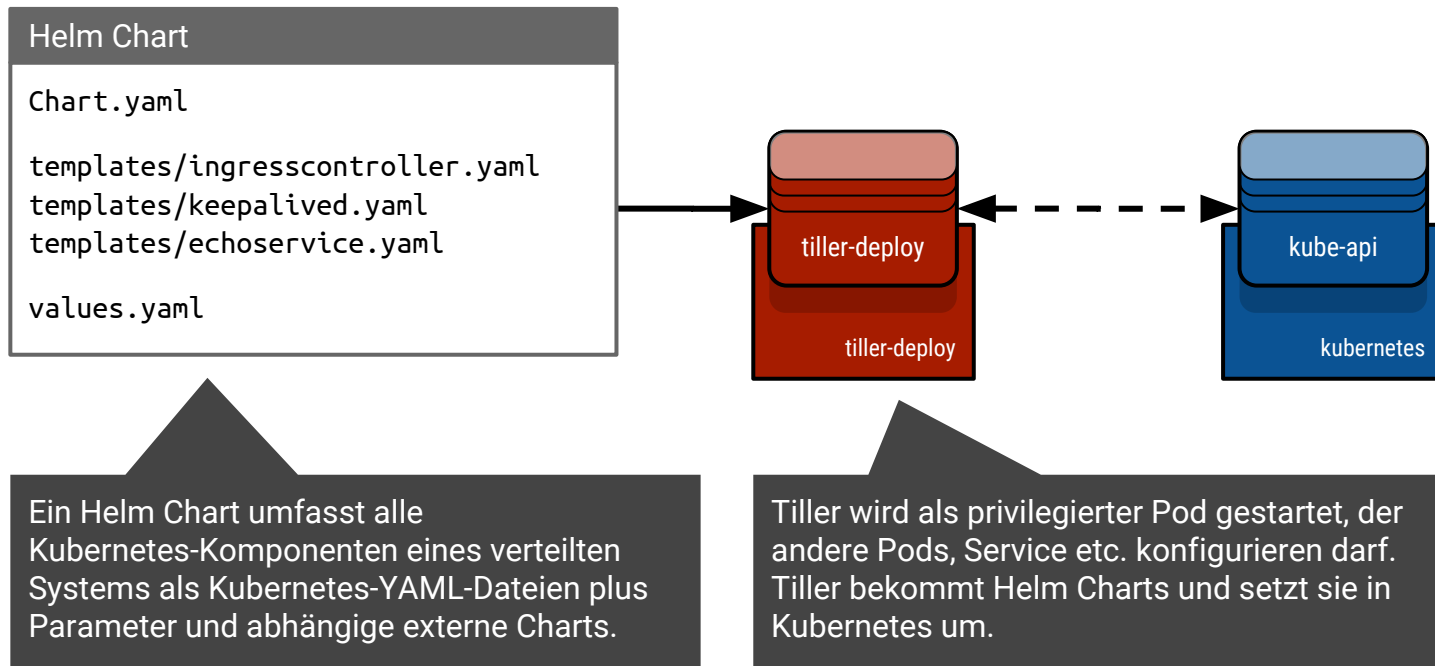 Helm Chart
Chart.yaml
templates/ingresscontroller.yaml
templates/keepalived.yaml
templates/echoservice.yaml
values.yaml
tiller-deploy
tiller-deploy
kube-api
kubernetes
Ein Helm Chart umfasst alle
Kubernetes-Komponenten eines verteilten
Systems als Kubernetes-YAML-Dateien plus
Parameter und abhängige externe Charts.
Tiller wird als privilegierter Pod gestartet, der
andere Pods, Service etc. konfigurieren darf.
Tiller bekommt Helm Charts und setzt sie in
Kubernetes um.